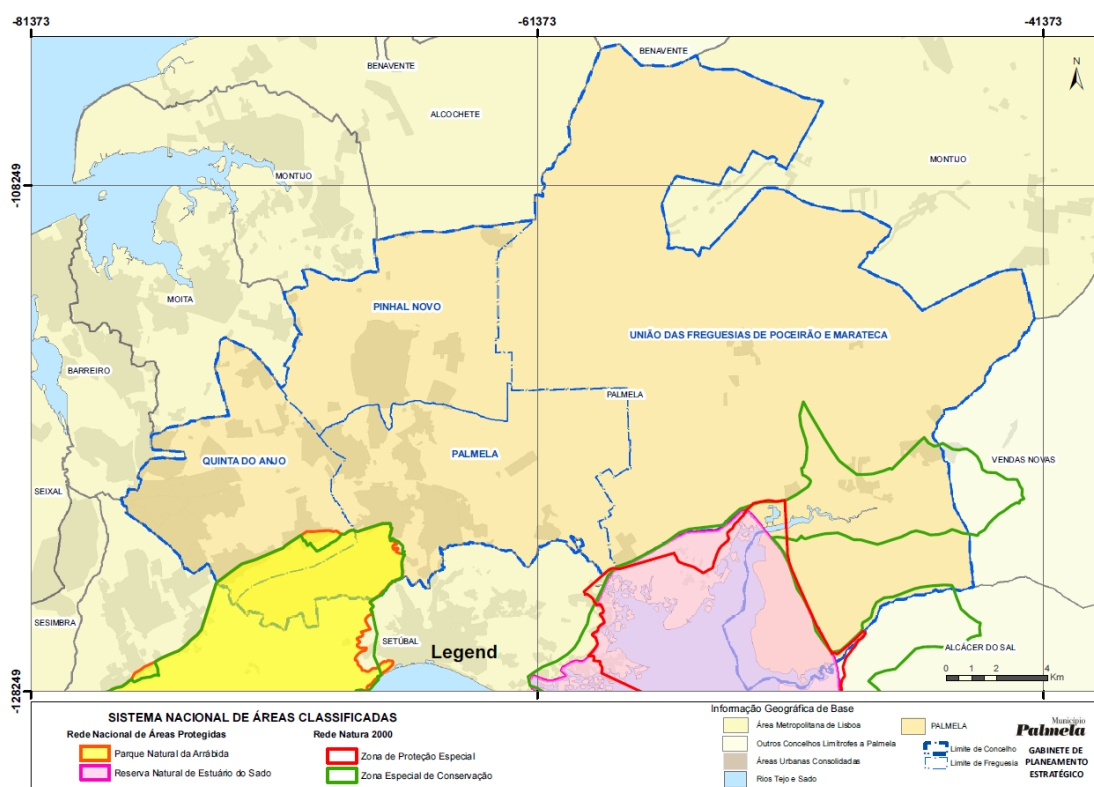 -81373
-61373
-41373
BENAVENTE
BENAVENTE
N
ALCOCHETE
MONTIJO
MONTIJO
-108249
-108249
MOITA
PINHAL NOVO
UNIÃO DAS FREGUESIAS DE POCEIRÃO E MARATECA
BARREIRO
PALMELA
QUINTA DO ANJO
PALMELA
VENDAS NOVAS
SEIXAL
SESIMBRA
SETÚBAL
Legend
ALCÁCER DO SAL
0 1 2 4
Km
-128249
-128249
SISTEMA NACIONAL DE ÁREAS CLASSIFICADAS
Rede Nacional de Áreas Protegidas
Rede Natura 2000
Parque Natural da Arrábida
Reserva Natural de Estuário do Sado
Zona de Proteção Especial
Zona Especial de Conservação
Informação Geográfica de Base
Área Metropolitana de Lisboa
Outros Concelhos Limítrofes a Palmela
Áreas Urbanas Consolidadas
Rios Tejo e Sado
PALMELA
Limite de Concelho
Limite de Freguesia
Município
Palmela
GABINETE DE
PLANEAMENTO
ESTRATÉGICO